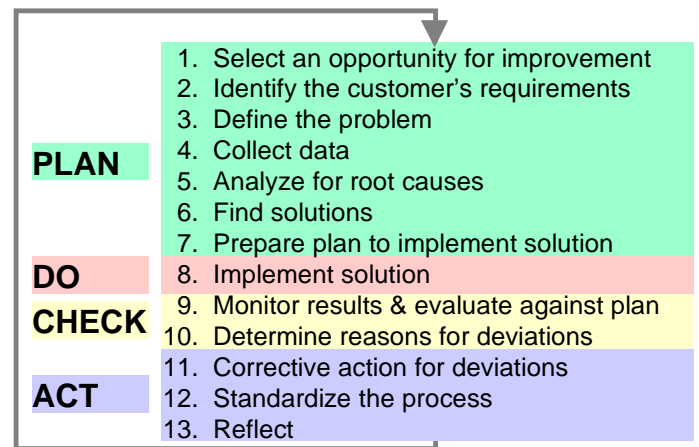 1. Select an opportunity for improvement
2. Identify the customer's requirements
3. Define the problem
PLAN
4. Collect data
5. Analyze for root causes
6. Find solutions
7. Prepare plan to implement solution
DO
8. Implement solution
CHECK
9. Monitor results & evaluate against plan
10. Determine reasons for deviations
ACT
11. Corrective action for deviations
12. Standardize the process
13. Reflect